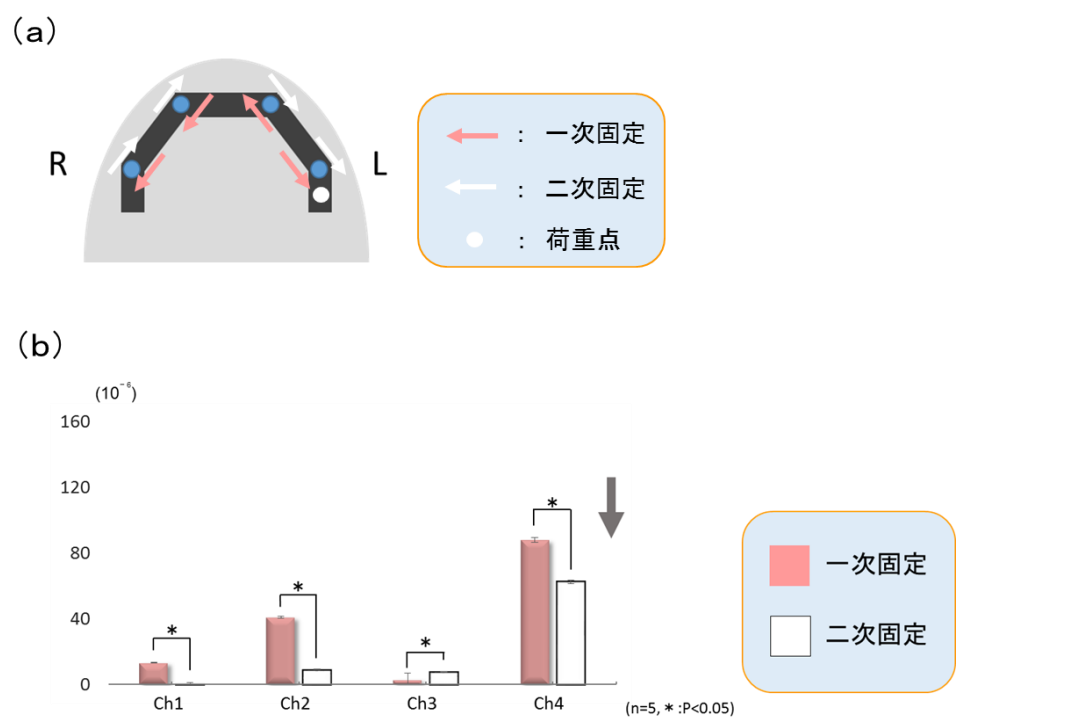 (a)
R
L
: 一次固定
: 二次固定
: 荷重点
(b)
(10⁻⁶)
160
120
80
40
0
*
*
*
*
Ch1 Ch2 Ch3 Ch4
(n=5, *:P<0.05)
一次固定
二次固定